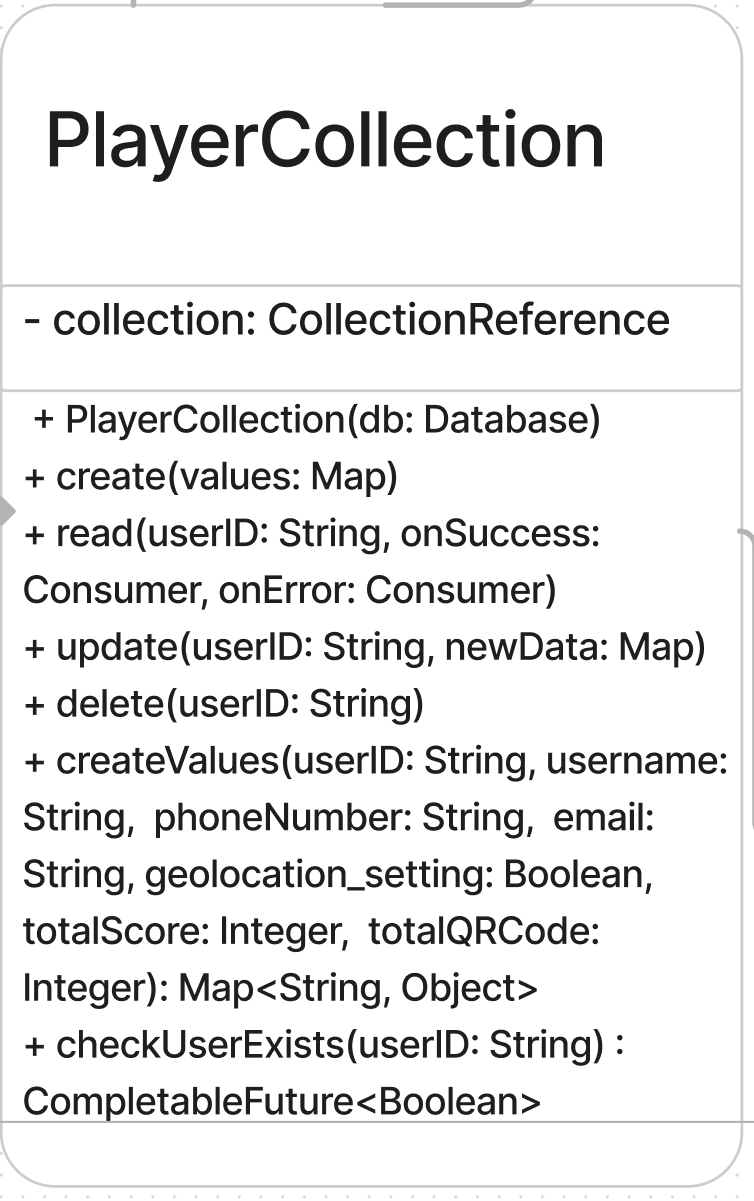 PlayerCollection
- collection: CollectionReference
+ PlayerCollection(db: Database)
+ create(values: Map)
+ read(userID: String, onSuccess:
Consumer, onError: Consumer)
+ update(userID: String, newData: Map)
+ delete(userID: String)
+ createValues(userID: String, username:
String,  phoneNumber: String,  email:
String, geolocation_setting: Boolean,
totalScore: Integer,  totalQRCode:
Integer): Map<String, Object>
+ checkUserExists(userID: String) :
CompletableFuture<Boolean>